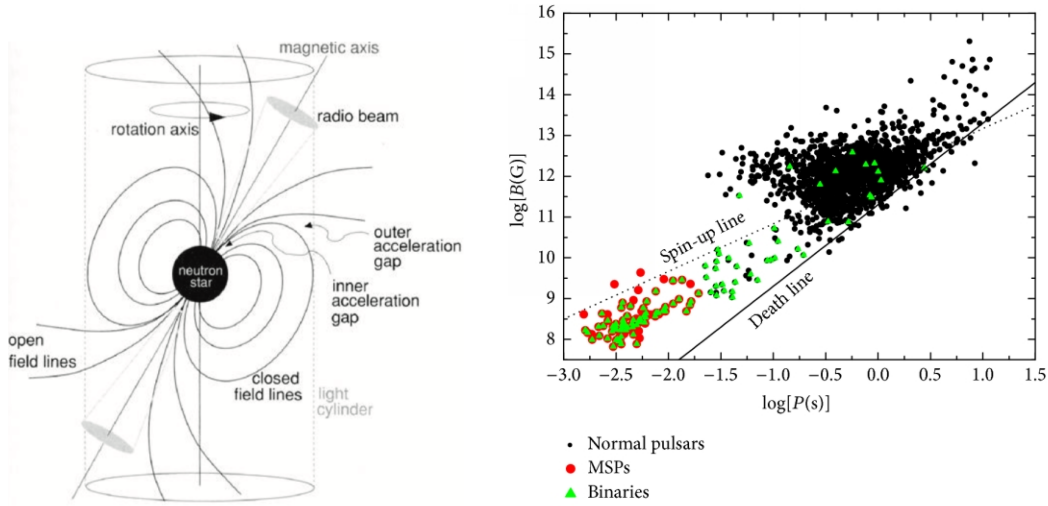 magnetic axis
radio beam
rotation axis
outer
acceleration
gap
neutron
star
inner
acceleration
gap
open
field lines
closed
field lines
light
cylinder
16
15
14
13
12
11
10
9
8
log[B(G)]
Spin-up line
Death line
-3.0 -2.5 -2.0 -1.5 -1.0 -0.5 0.0 0.5 1.0 1.5
log[P(s)]
Normal pulsars
MSPs
Binaries